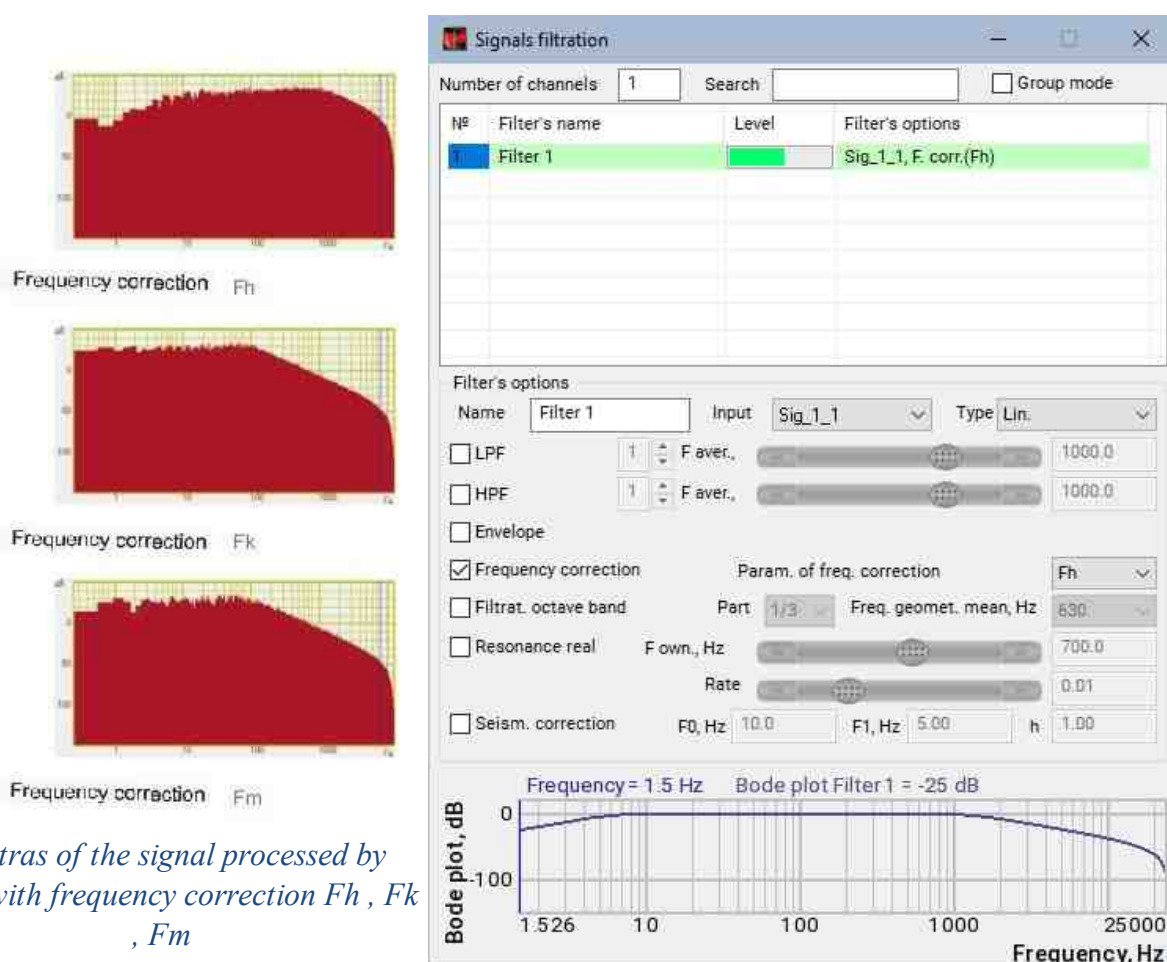 Frequency correction Fh
Frequency correction Fk
Frequency correction Fm
tras of the signal processed by
with frequency correction Fh , Fk
, Fm
Signals filtration
Number of channels 1 Search Group mode
№ Filter's name Level Filter's options
1 Filter 1 Sig_1_1, F. corr.(Fh)
Filter's options
Name Filter 1 Input Sig_1_1 Type Lin.
LPF 1 F aver., 1000.0
HPF 1 F aver., 1000.0
Envelope
Frequency correction Param. of freq. correction Fh
Filtrat. octave band Part 1/3 Freq. geomet. mean, Hz 630
Resonance real F own., Hz 700.0
Rate 0.01
Seism. correction F0, Hz 10.0 F1, Hz 5.00 h 1.00
Frequency = 1.5 Hz Bode plot Filter 1 = -25 dB
Bode plot, dB
0
-100
1.526 10 100 1000 25000
Frequency, Hz